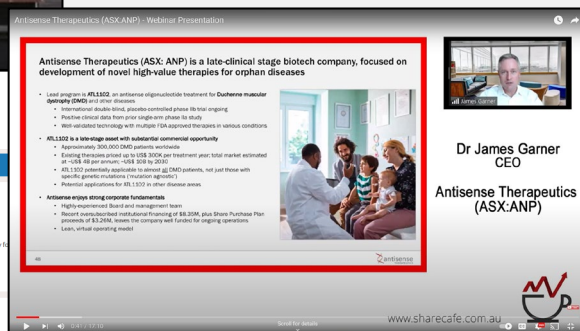 Antisense Therapeutics (ASX:ANP) - Webinar Presentation
Antisense Therapeutics (ASX: ANP) is a late-clinical stage biotech company, focused on
development of novel high-value therapies for orphan diseases
• Lead program is ATL1102, an antisense oligonucleotide treatment for Duchenne muscular
dystrophy (DMD) and other diseases
• International double-blind, placebo-controlled phase IIb trial ongoing
• Positive clinical data from prior single-arm phase IIa study
• Well-validated technology with multiple FDA approved therapies in various conditions
• ATL1102 is a late-stage asset with substantial commercial opportunity
• Approximately 300,000 DMD patients worldwide
• Existing therapies priced up to US$ 300K per treatment year; total market estimated
at ~US$ 4B per annum; ~US$ 10B by 2030
• ATL1102 potentially applicable to almost all DMD patients, not just those with
specific genetic mutations ('mutation agnostic')
• Potential applications for ATL1102 in other disease areas
• Antisense enjoys strong corporate fundamentals
• Highly-experienced Board and management team
• Recent oversubscribed institutional financing of $8.35M, plus Share Purchase Plan
proceeds of $3.26M, leaves the company well funded for ongoing operations
• Lean, virtual operating model
antisense
James Garner
Dr James Garner
CEO
Antisense Therapeutics
(ASX:ANP)
www.sharecafe.com.au
0:41 / 17:10
Scroll for details